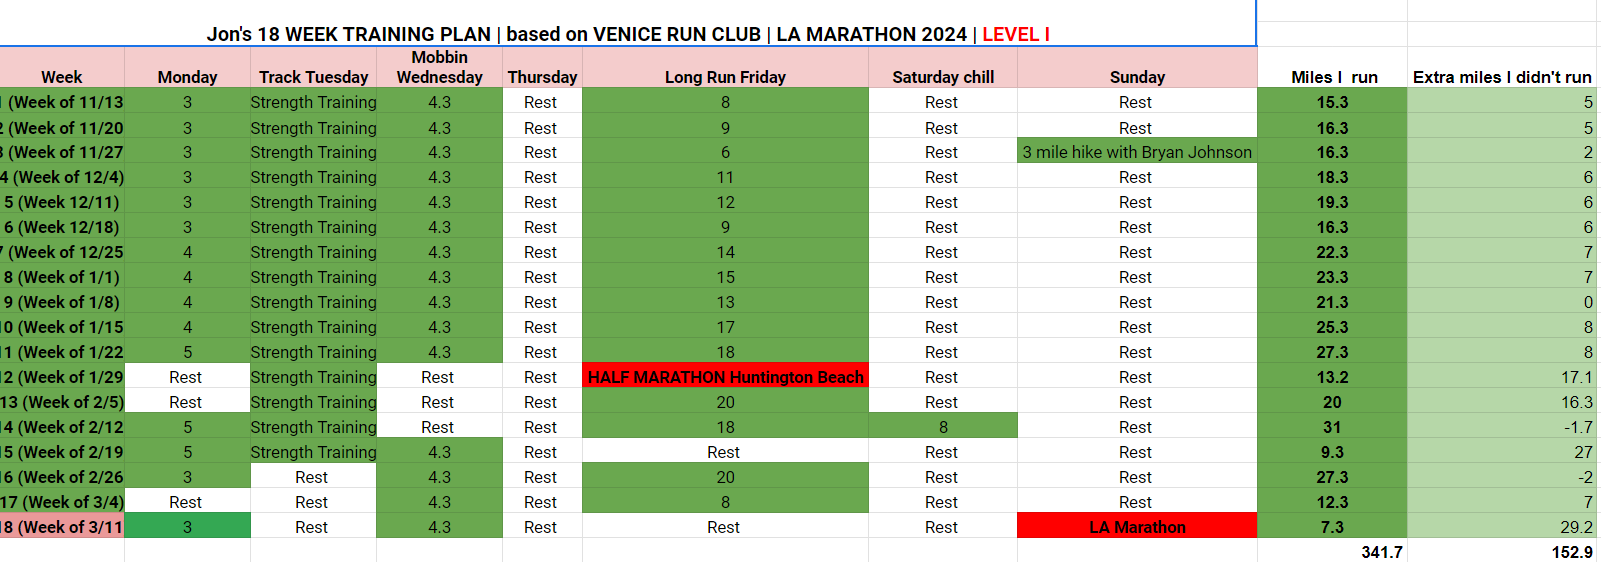 Jon's 18 WEEK TRAINING PLAN | based on VENICE RUN CLUB | LA MARATHON 2024 | LEVEL I
Week Monday Track Tuesday Mobbin Wednesday Thursday Long Run Friday Saturday chill Sunday Miles I run Extra miles I didn't run
1 (Week of 11/13 3 Strength Training 4.3 Rest 8 Rest Rest 15.3 5
2 (Week of 11/20 3 Strength Training 4.3 Rest 9 Rest Rest 16.3 5
3 (Week of 11/27 3 Strength Training 4.3 Rest 6 Rest 3 mile hike with Bryan Johnson 16.3 2
4 (Week of 12/4) 3 Strength Training 4.3 Rest 11 Rest Rest 18.3 6
5 (Week 12/11) 3 Strength Training 4.3 Rest 12 Rest Rest 19.3 6
6 (Week 12/18) 3 Strength Training 4.3 Rest 9 Rest Rest 16.3 6
7 (Week of 12/25 4 Strength Training 4.3 Rest 14 Rest Rest 22.3 7
8 (Week of 1/1) 4 Strength Training 4.3 Rest 15 Rest Rest 23.3 7
9 (Week of 1/8) 4 Strength Training 4.3 Rest 13 Rest Rest 21.3 0
10 (Week of 1/15 4 Strength Training 4.3 Rest 17 Rest Rest 25.3 8
11 (Week of 1/22 5 Strength Training 4.3 Rest 18 Rest Rest 27.3 8
12 (Week of 1/29 Rest Strength Training Rest Rest HALF MARATHON Huntington Beach Rest Rest 13.2 17.1
13 (Week of 2/5) Rest Strength Training Rest Rest 20 Rest Rest 20 16.3
14 (Week of 2/12 5 Strength Training Rest Rest 18 8 Rest 31 -1.7
15 (Week of 2/19 5 Strength Training 4.3 Rest Rest Rest Rest 9.3 27
16 (Week of 2/26 3 Rest 4.3 Rest 20 Rest Rest 27.3 -2
17 (Week of 3/4) Rest Rest 4.3 Rest 8 Rest Rest 12.3 7
18 (Week of 3/11 3 Rest 4.3 Rest Rest Rest LA Marathon 7.3 29.2
341.7 152.9